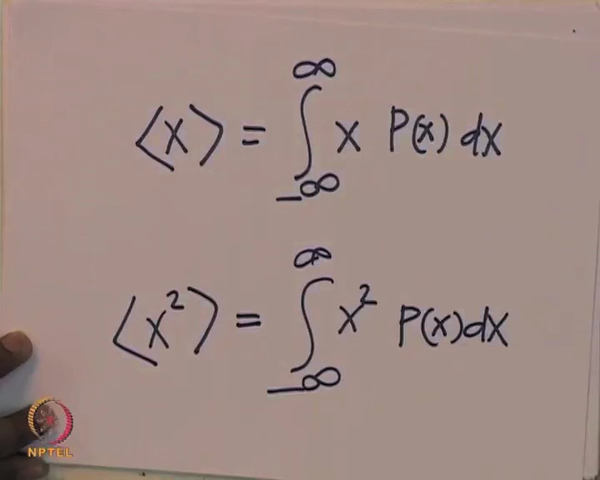 ⟨x⟩ = ∫_{-∞}^{∞} x P(x) dx
⟨x²⟩ = ∫_{-∞}^{∞} x² P(x) dx
NPTEL